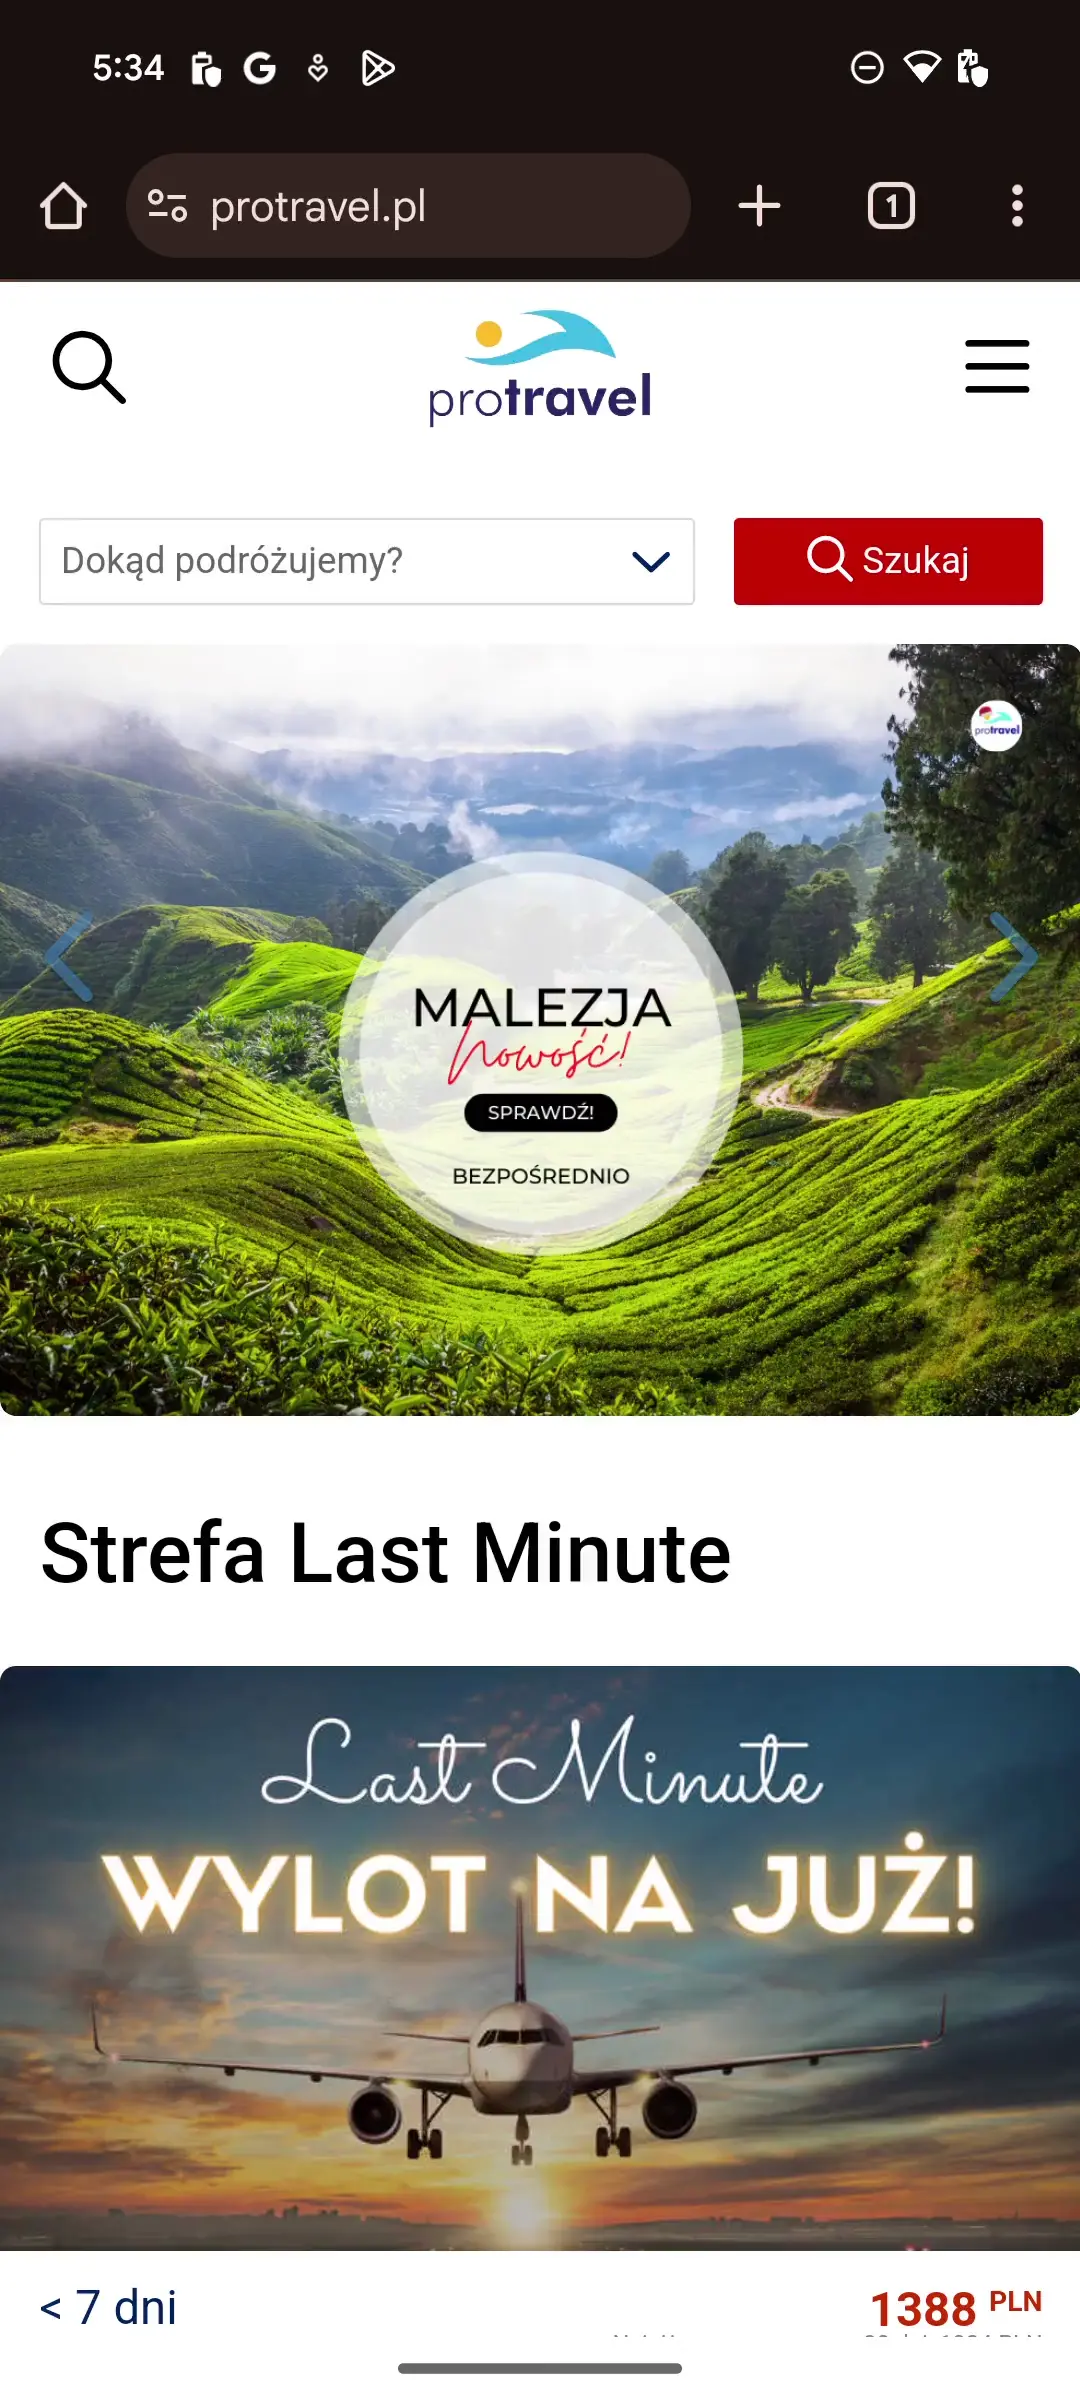 5:34
protravel.pl
1
protravel
Dokąd podróżujemy?
Szukaj
protravel
MALEZJA
Nowość!
SPRAWDŹ!
BEZPOŚREDNIO
Strefa Last Minute
Last Minute
WYLOT NA JUŻ!
< 7 dni
1388 PLN